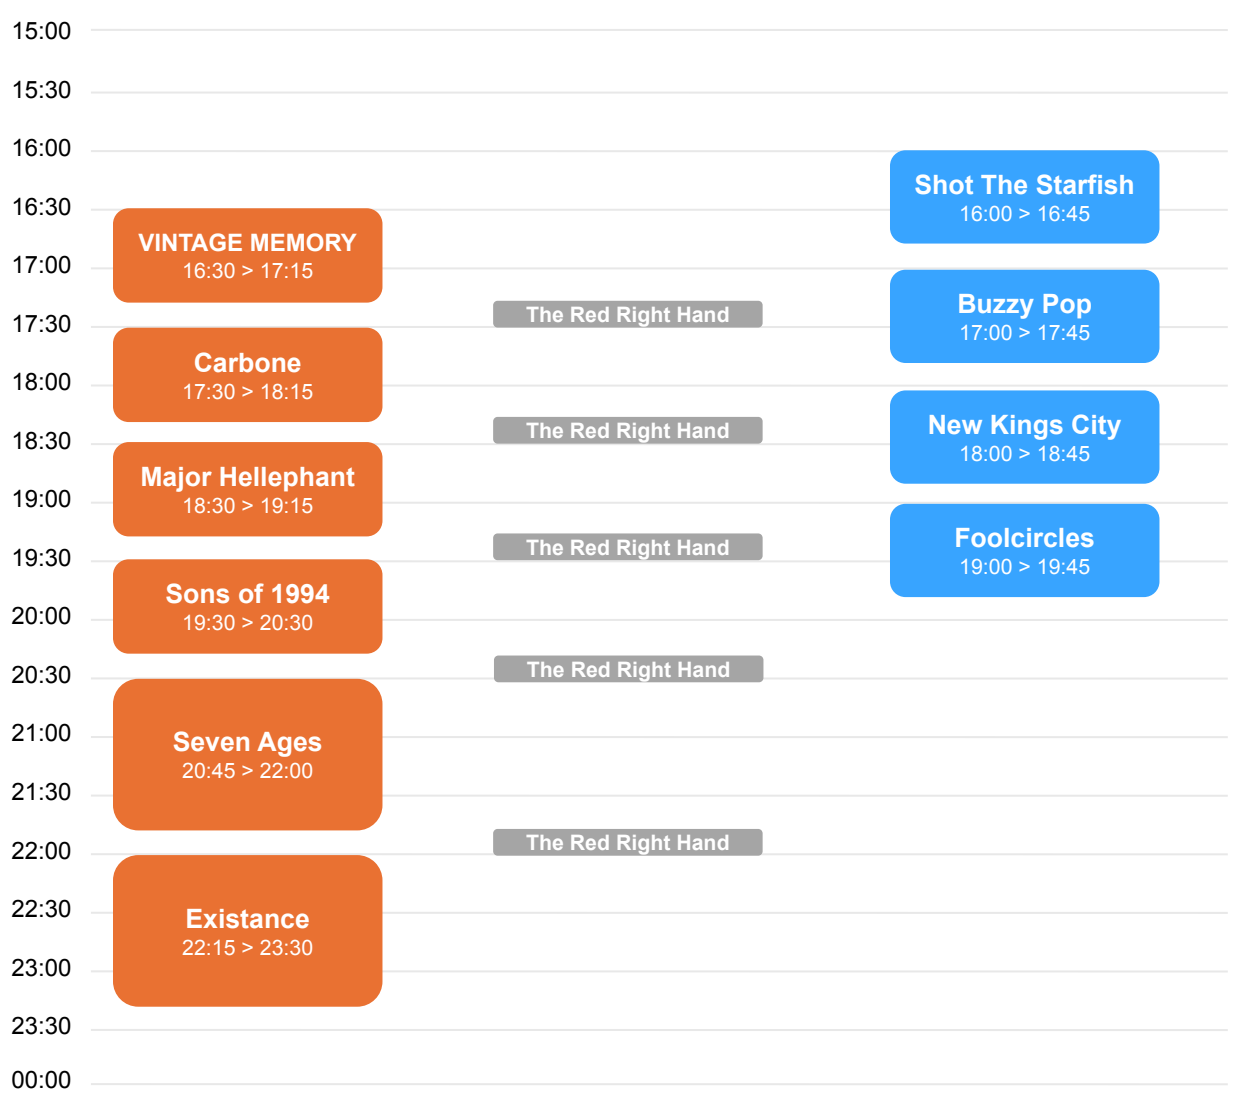 15:00
15:30
16:00
16:30
17:00
17:30
18:00
18:30
19:00
19:30
20:00
20:30
21:00
21:30
22:00
22:30
23:00
23:30
00:00
VINTAGE MEMORY
16:30 > 17:15
Carbone
17:30 > 18:15
Major Hellephant
18:30 > 19:15
Sons of 1994
19:30 > 20:30
Seven Ages
20:45 > 22:00
Existance
22:15 > 23:30
The Red Right Hand
The Red Right Hand
The Red Right Hand
The Red Right Hand
The Red Right Hand
Shot The Starfish
16:00 > 16:45
Buzzy Pop
17:00 > 17:45
New Kings City
18:00 > 18:45
Foolcircles
19:00 > 19:45